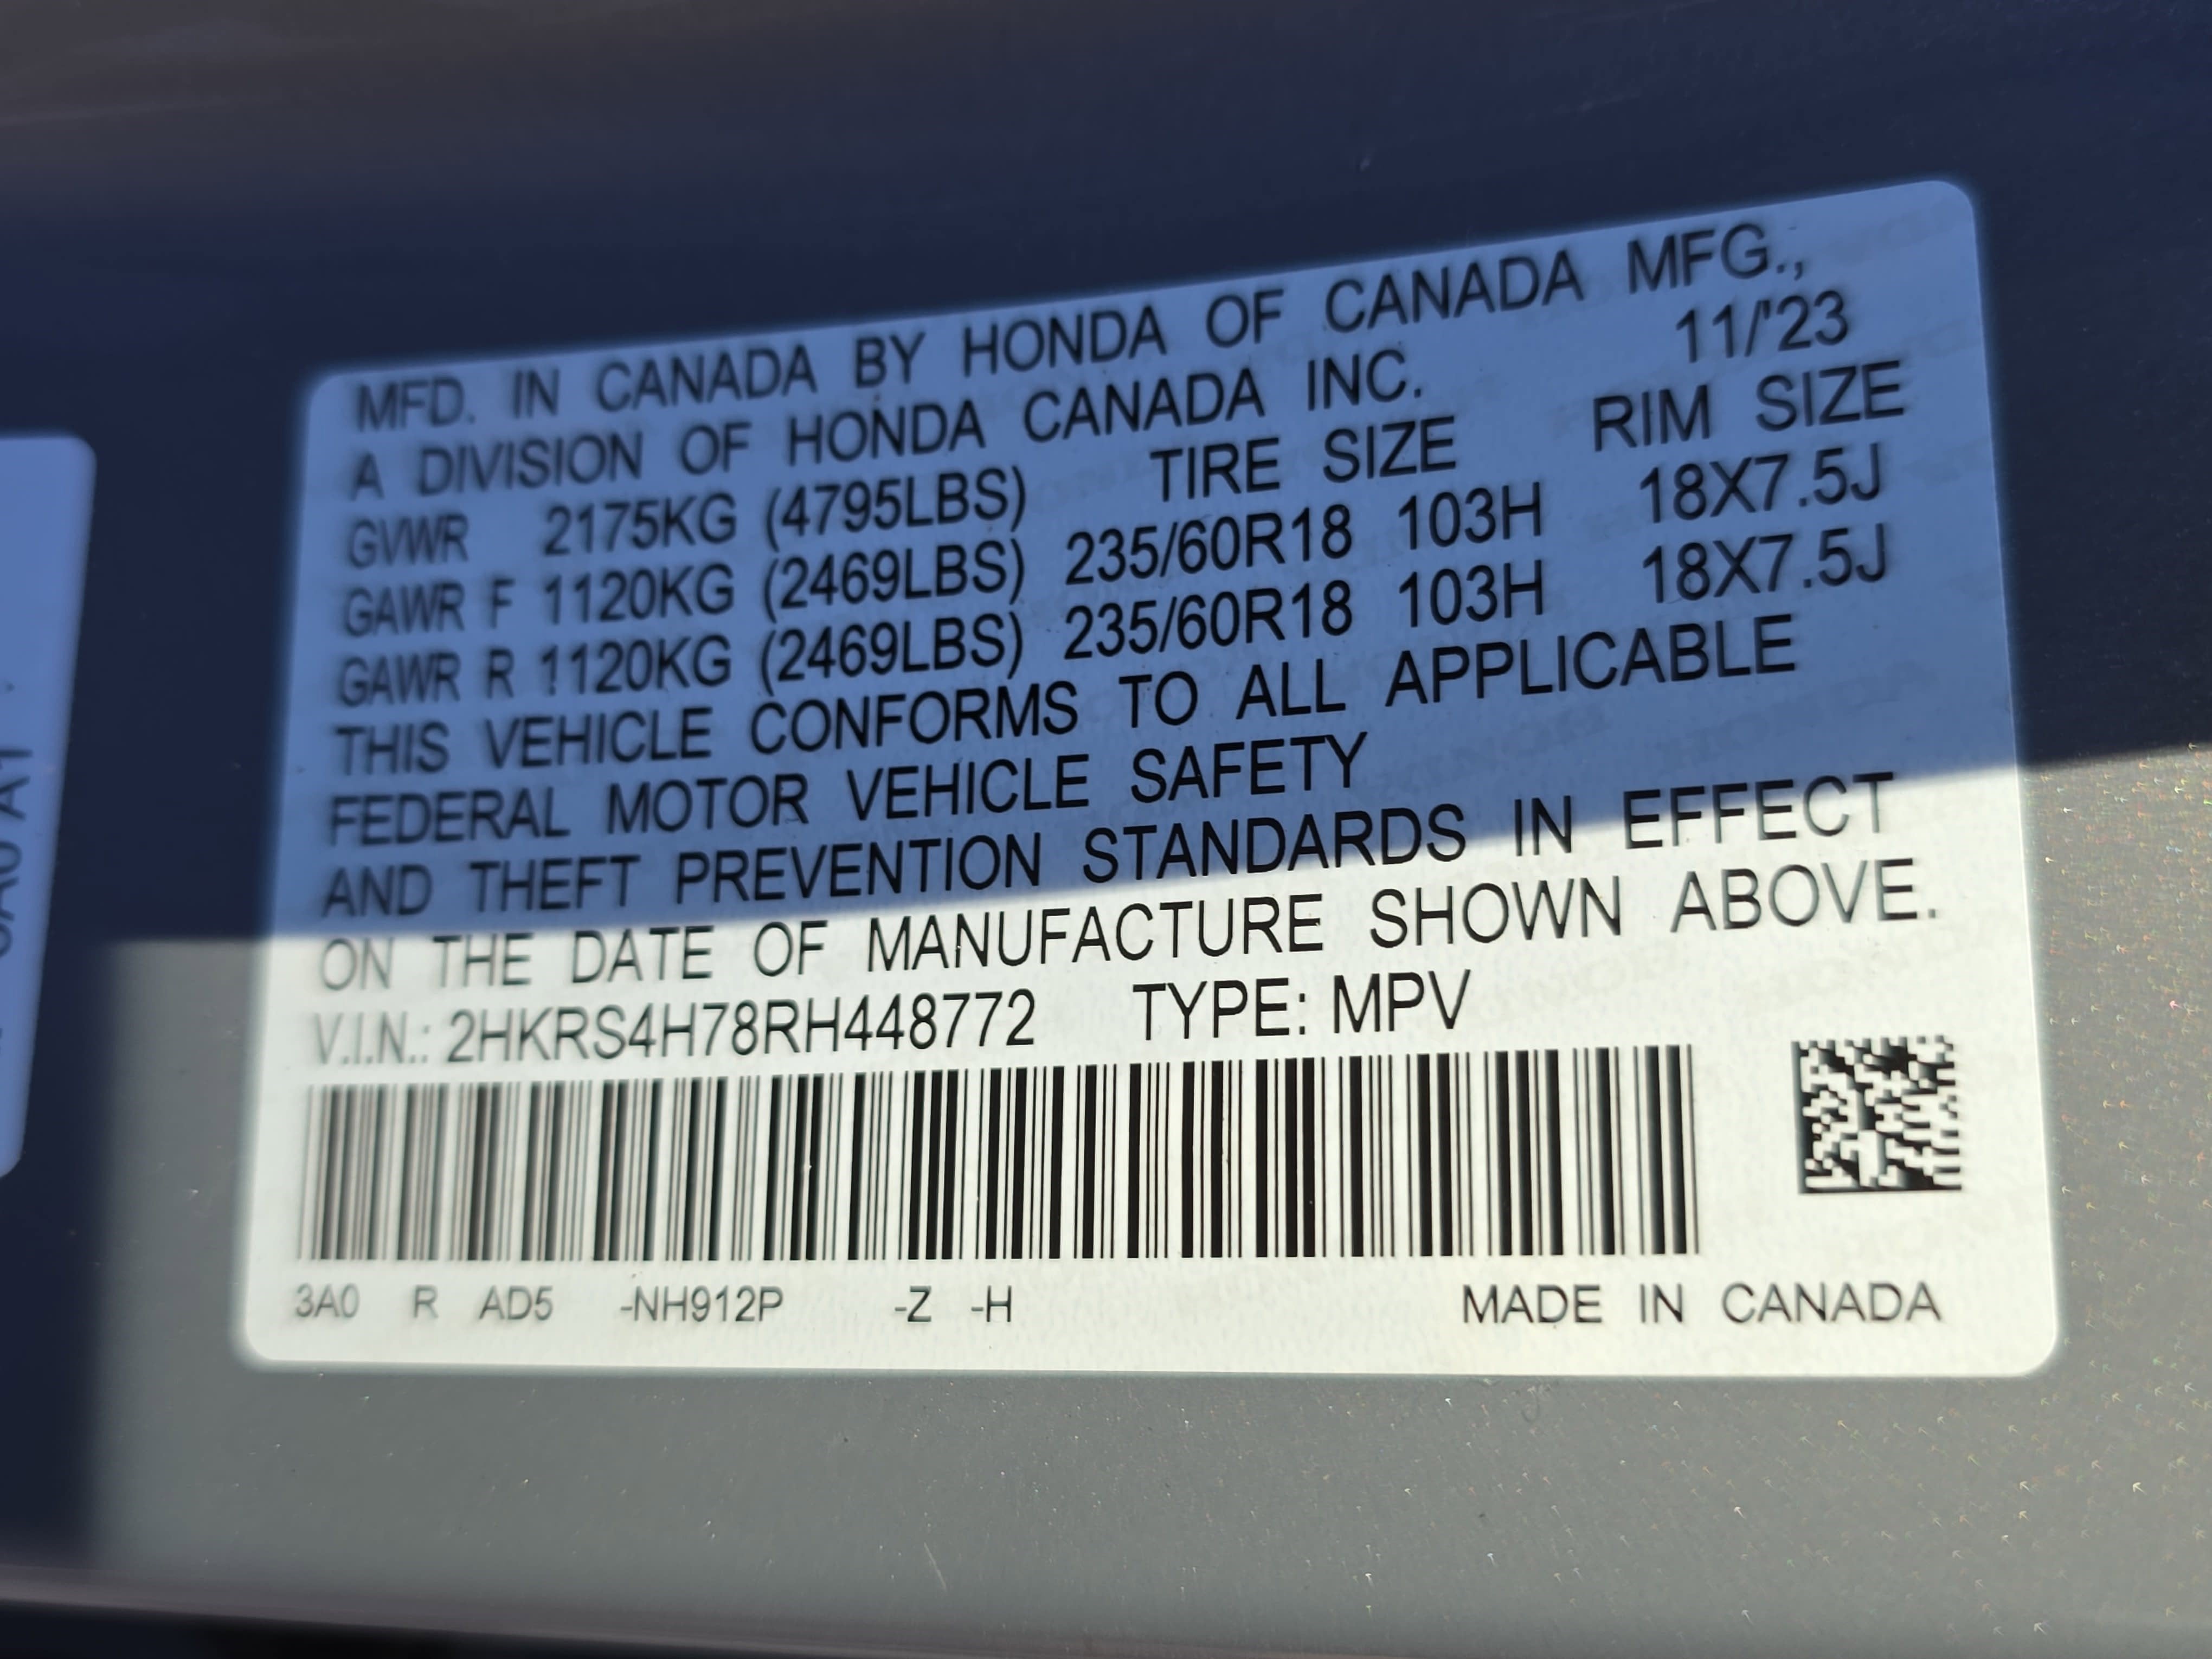 MFD. IN CANADA BY HONDA OF CANADA MFG.,
A DIVISION OF HONDA CANADA INC. 11/'23
GVWR 2175KG (4795LBS) TIRE SIZE RIM SIZE
GAWR F 1120KG (2469LBS) 235/60R18 103H 18X7.5J
GAWR R 1120KG (2469LBS) 235/60R18 103H 18X7.5J
THIS VEHICLE CONFORMS TO ALL APPLICABLE
FEDERAL MOTOR VEHICLE SAFETY
AND THEFT PREVENTION STANDARDS IN EFFECT
ON THE DATE OF MANUFACTURE SHOWN ABOVE.
V.I.N.: 2HKRS4H78RH448772 TYPE: MPV
3A0 R AD5 -NH912P -Z -H MADE IN CANADA